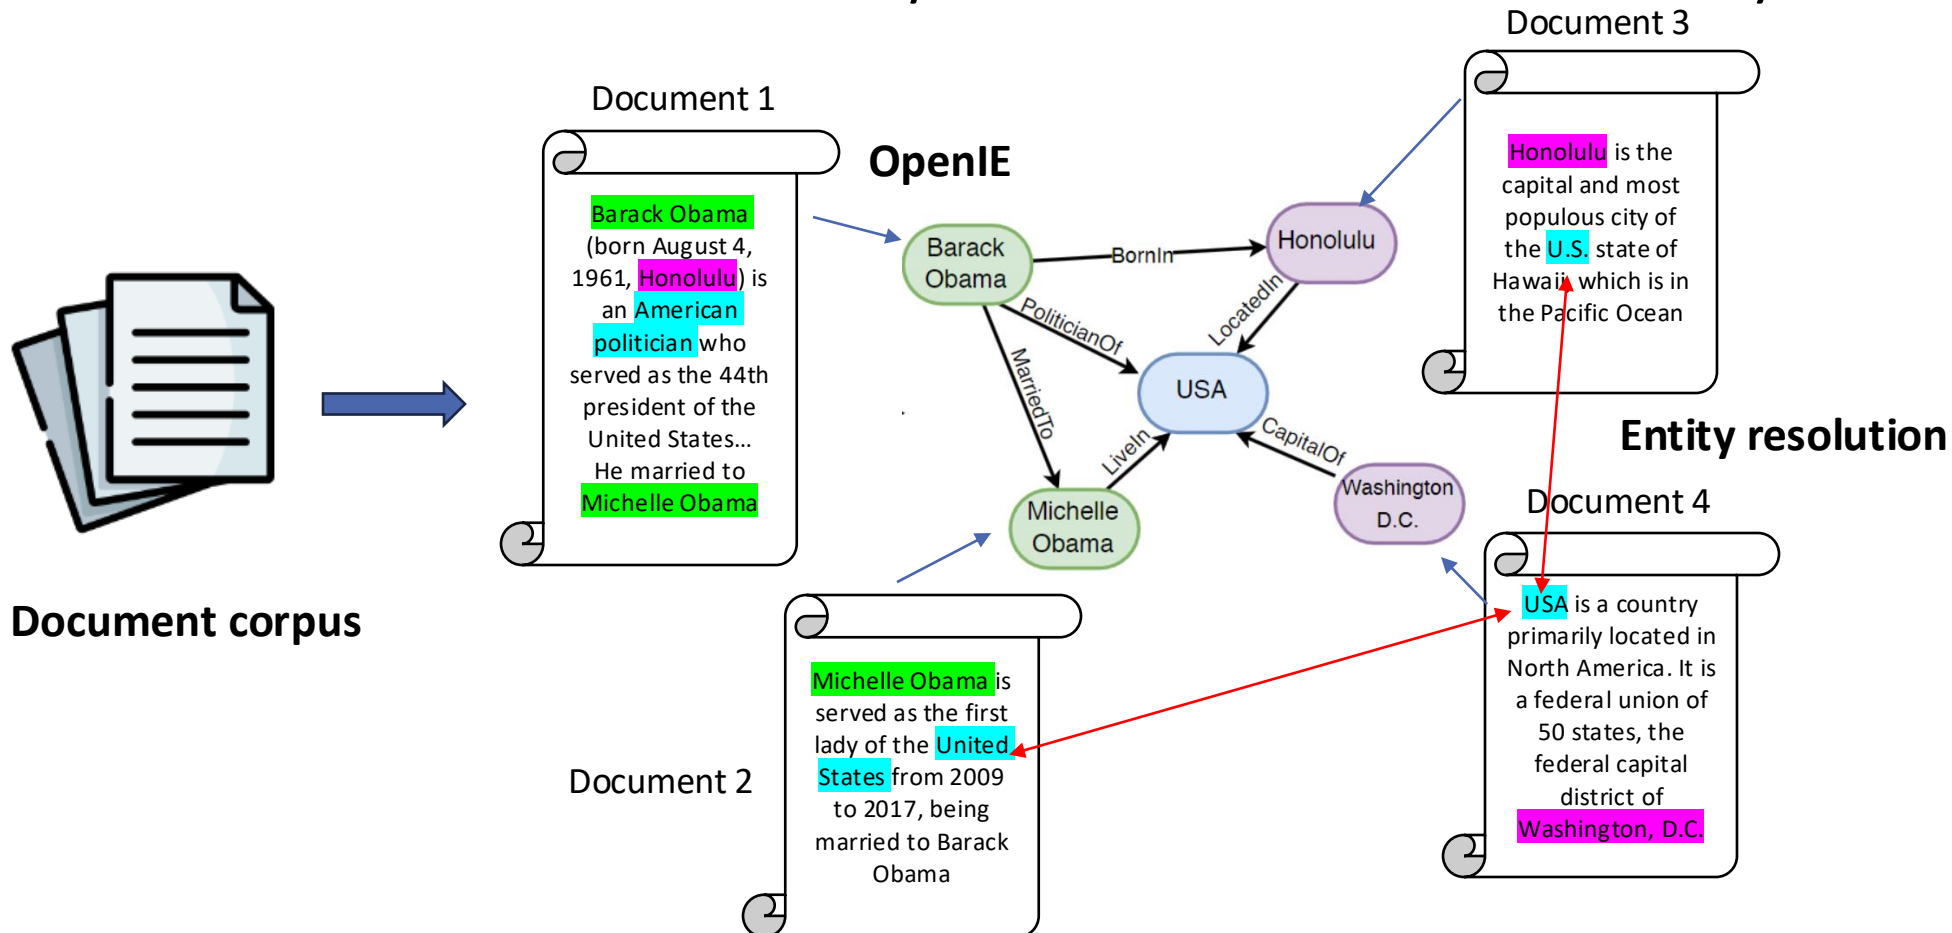 Document 3
Document 1
OpenIE
Barack Obama
(born August 4,
1961, Honolulu) is
an American
politician who
served as the 44th
president of the
United States...
He married to
Michelle Obama
Honolulu is the
capital and most
populous city of
the U.S. state of
Hawaii, which is in
the Pacific Ocean
Barack
Obama
BornIn
Honolulu
PoliticianOf
LocatedIn
MarriedTo
USA
LiveIn
CapitalOf
Michelle
Obama
Washington
D.C.
Entity resolution
Document 4
Document corpus
USA is a country
primarily located in
North America. It is
a federal union of
50 states, the
federal capital
district of
Washington, D.C.
Document 2
Michelle Obama is
served as the first
lady of the United
States from 2009
to 2017, being
married to Barack
Obama